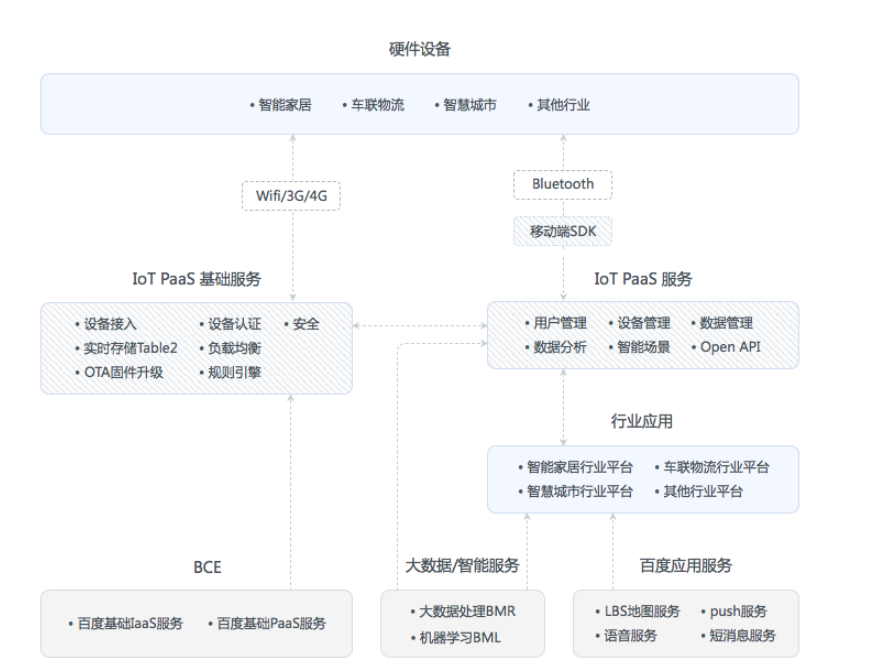 硬件设备
• 智能家居 • 车联物流 • 智慧城市 • 其他行业
Wifi/3G/4G
Bluetooth
移动端SDK
IoT PaaS 基础服务
• 设备接入 • 设备认证 • 安全
• 实时存储Table2 • 负载均衡
• OTA固件升级 • 规则引擎
IoT PaaS 服务
• 用户管理 • 设备管理 • 数据管理
• 数据分析 • 智能场景 • Open API
行业应用
• 智能家居行业平台 • 车联物流行业平台
• 智慧城市行业平台 • 其他行业平台
BCE
• 百度基础IaaS服务 • 百度基础PaaS服务
大数据/智能服务
• 大数据处理BMR
• 机器学习BML
百度应用服务
• LBS地图服务 • push服务
• 语音服务 • 短消息服务